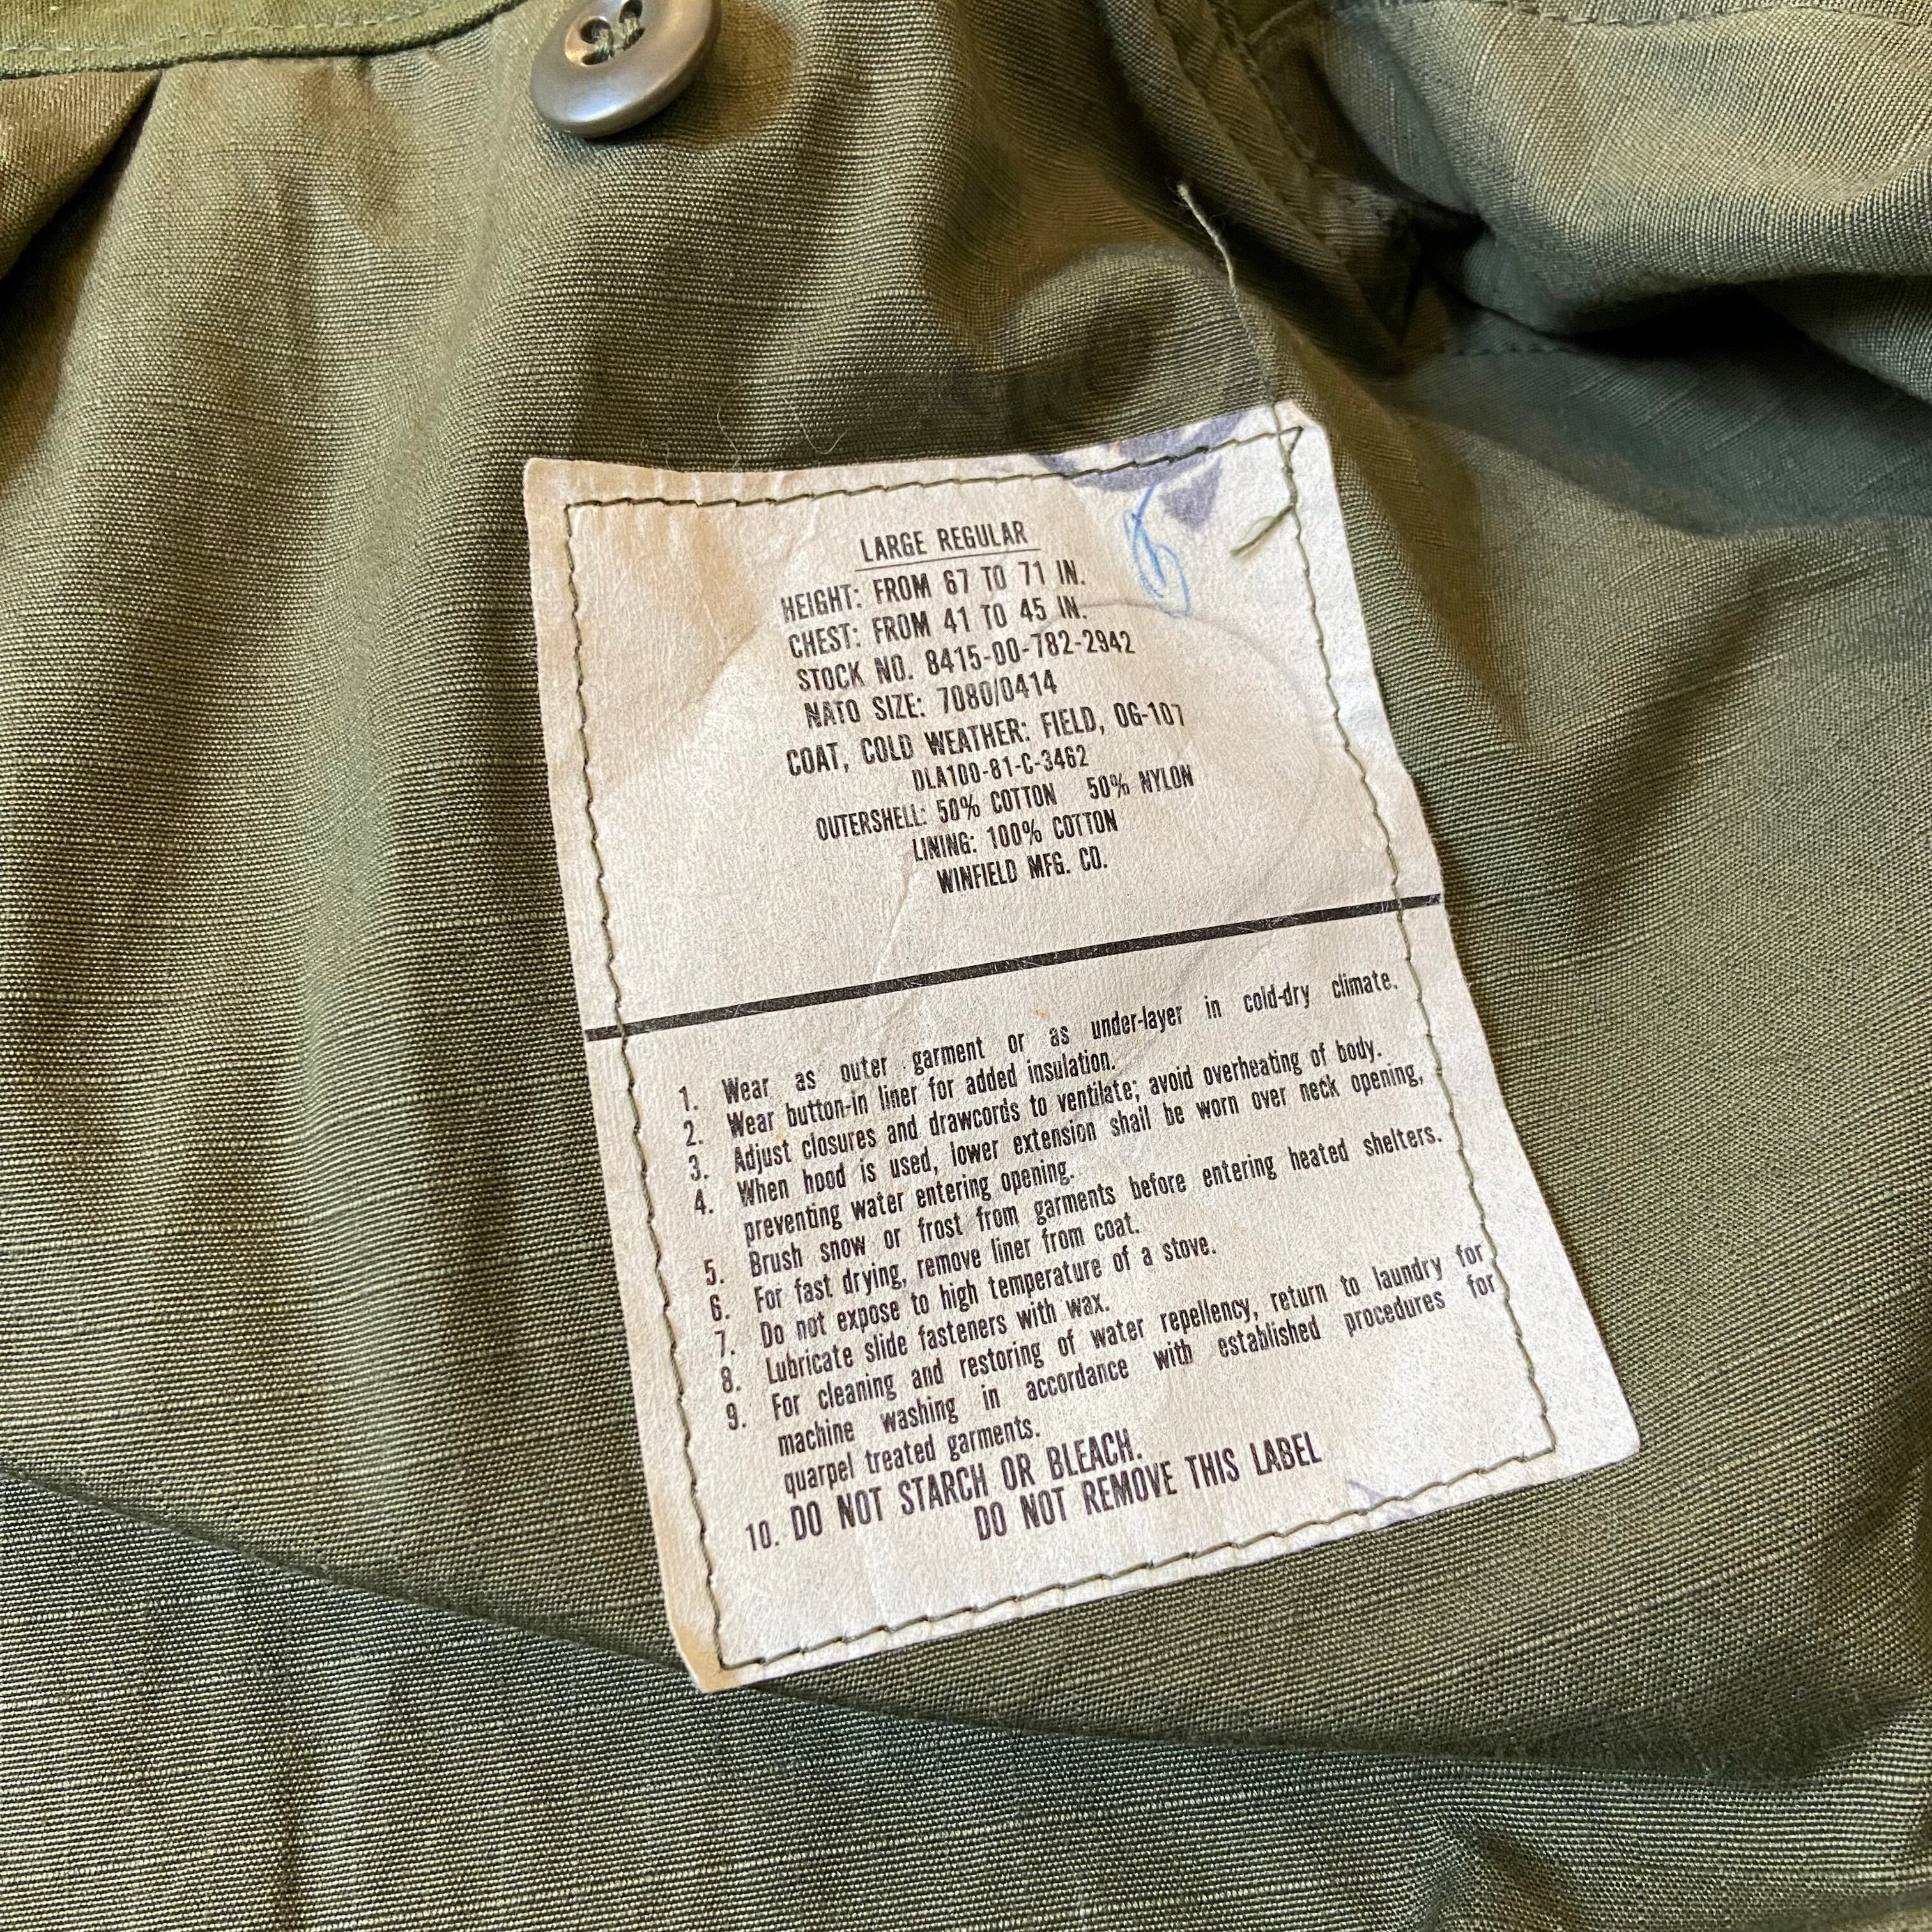 LARGE REGULAR
HEIGHT: FROM 67 TO 71 IN.
CHEST: FROM 41 TO 45 IN.
STOCK NO. 8415-00-782-2942
NATO SIZE: 7080/0414
COAT, COLD WEATHER: FIELD, OG-107
DLA100-81-C-3462
OUTERSHELL: 50% COTTON 50% NYLON
LINING: 100% COTTON
WINFIELD MFG. CO.
1. Wear as outer garment or as under-layer in cold-dry climate.
2. Wear button-in liner for added insulation.
3. Adjust closures and drawcords to ventilate; avoid overheating of body.
4. When hood is used, lower extension shall be worn over neck opening,
preventing water entering opening.
5. Brush snow or frost from garments before entering heated shelters.
6. For fast drying, remove liner from coat.
7. Do not expose to high temperature of a stove.
8. Lubricate slide fasteners with wax.
9. For cleaning and restoring of water repellency, return to laundry for
machine washing in accordance with established procedures for
quarpel treated garments.
10. DO NOT STARCH OR BLEACH.
DO NOT REMOVE THIS LABEL